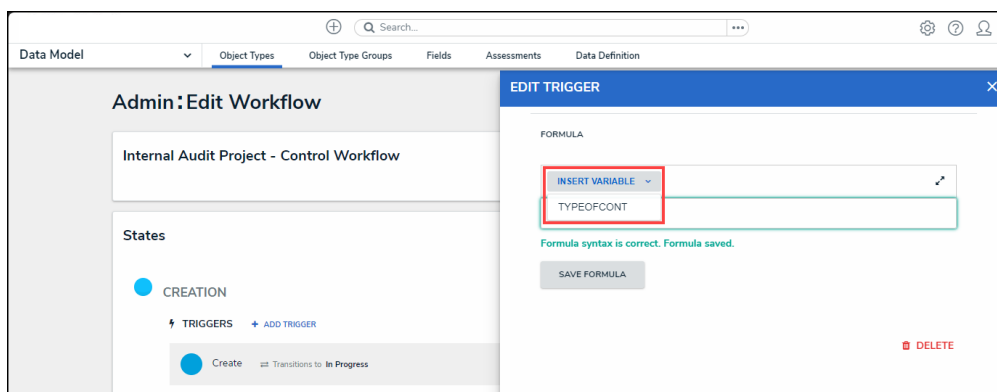 Search...
Data Model
Object Types
Object Type Groups
Fields
Assessments
Data Definition
Admin:Edit Workflow
Internal Audit Project - Control Workflow
States
CREATION
TRIGGERS + ADD TRIGGER
Create Transitions to In Progress
EDIT TRIGGER
FORMULA
INSERT VARIABLE
TYPEOFCONT
Formula syntax is correct. Formula saved.
SAVE FORMULA
DELETE